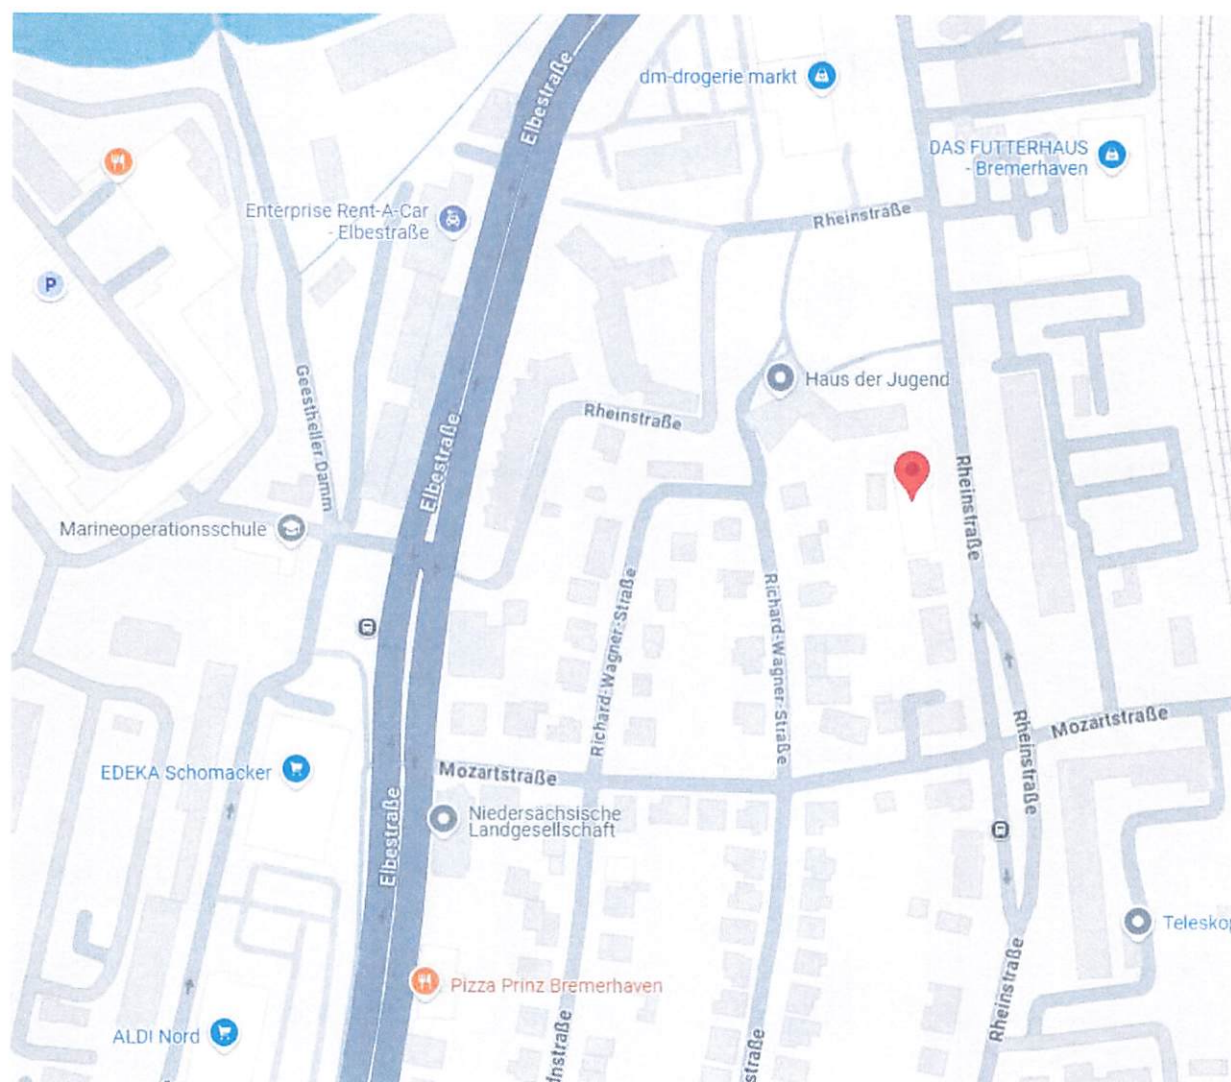 Elbestraße
dm-drogerie markt
DAS FUTTERHAUS
- Bremerhaven
Enterprise Rent-A-Car
- Elbestraße
Rheinstraße
P
Geestheller Damm
Haus der Jugend
Rheinstraße
Elbestraße
Rheinstraße
Marineoperationsschule
Richard-Wagner-Straße
Richard-Wagner-Straße
Rheinstraße
Mozartstraße
EDEKA Schomacker
Mozartstraße
Niedersächsische
Landgesellschaft
Elbestraße
Telesko
Pizza Prinz Bremerhaven
Rheinstraße
ALDI Nord
dnstraße
straße